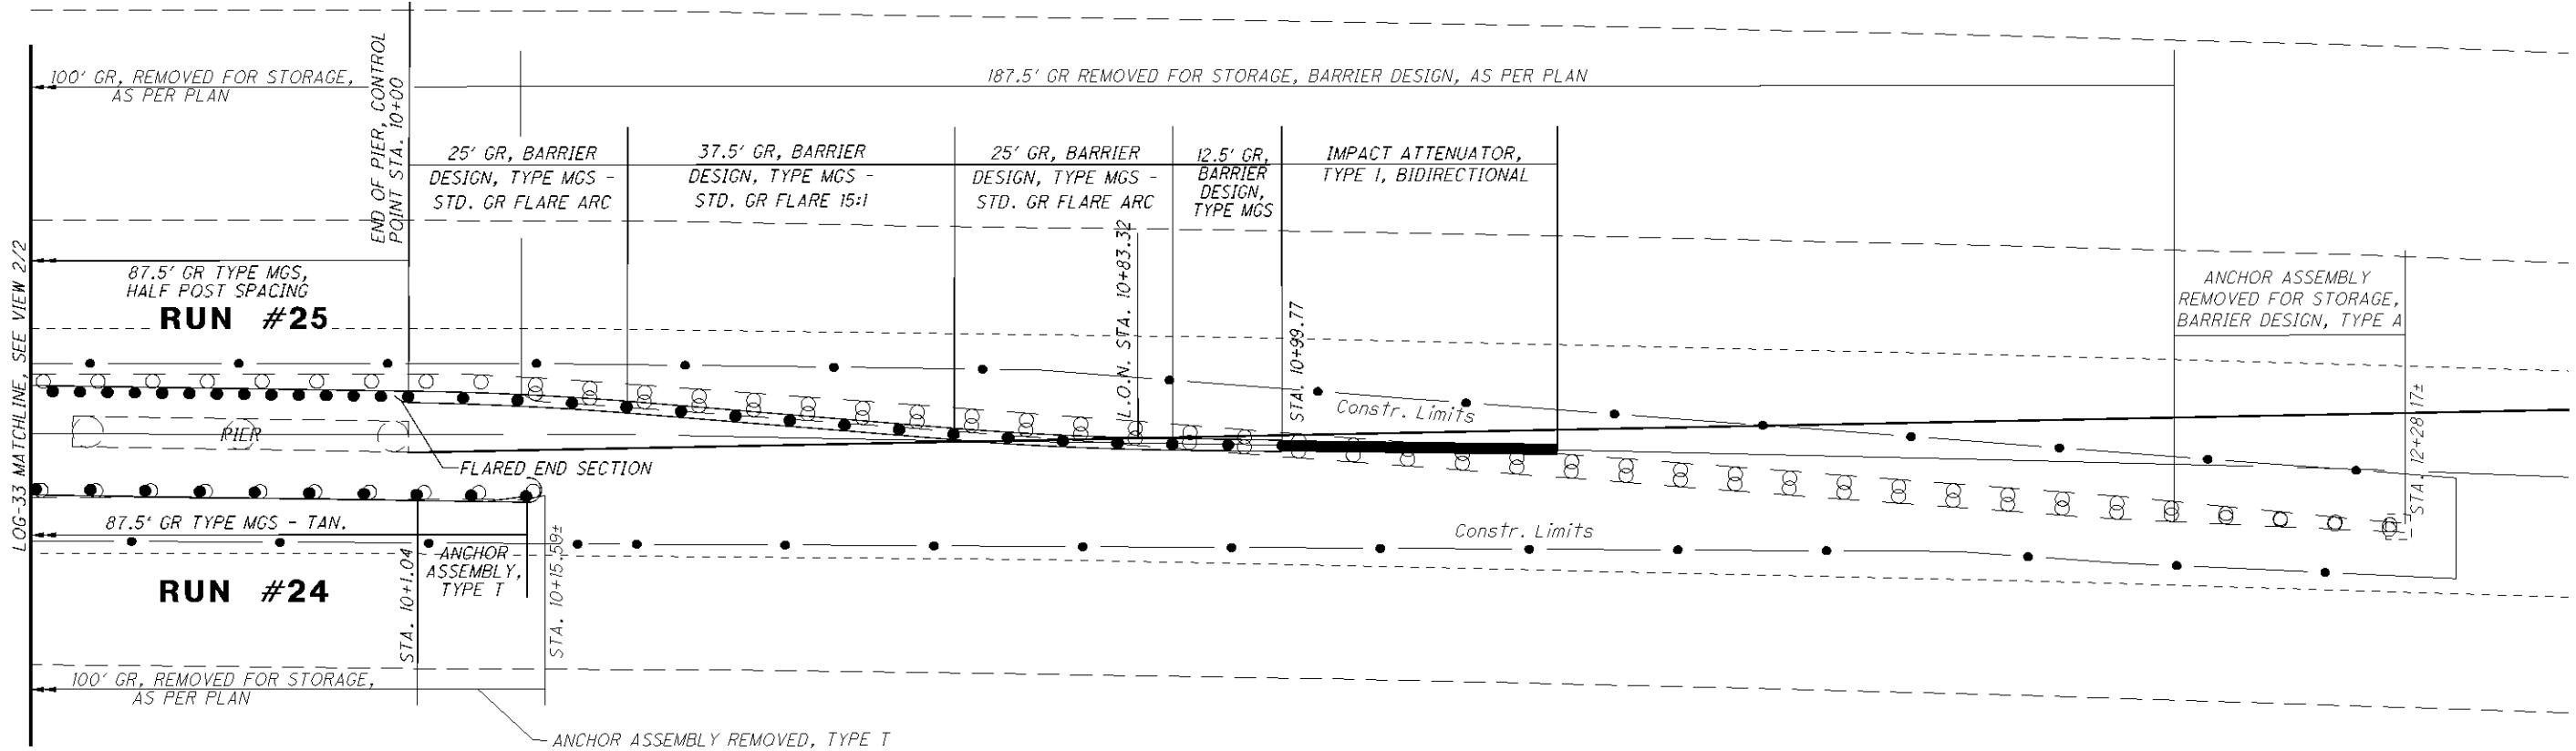 100' GR, REMOVED FOR STORAGE,
AS PER PLAN
END OF PIER, CONTROL
POINT STA. 10+00
187.5' GR REMOVED FOR STORAGE, BARRIER DESIGN, AS PER PLAN
25' GR, BARRIER
DESIGN, TYPE MGS -
STD. GR FLARE ARC
37.5' GR, BARRIER
DESIGN, TYPE MGS -
STD. GR FLARE 15:1
25' GR, BARRIER
DESIGN, TYPE MGS -
STD. GR FLARE ARC
12.5' GR,
BARRIER
DESIGN,
TYPE MGS
IMPACT ATTENUATOR,
TYPE 1, BIDIRECTIONAL
LOG-33 MATCHLINE, SEE VIEW 2/2
87.5' GR TYPE MGS,
HALF POST SPACING
RUN #25
L.O.N. STA. 10+83.32
STA. 10+99.77
ANCHOR ASSEMBLY
REMOVED FOR STORAGE,
BARRIER DESIGN, TYPE A
STA. 12+28.17±
Constr. Limits
PIER
FLARED END SECTION
87.5' GR TYPE MGS - TAN.
RUN #24
STA. 10+1.04
ANCHOR
ASSEMBLY,
TYPE T
STA. 10+15.59±
Constr. Limits
100' GR, REMOVED FOR STORAGE,
AS PER PLAN
ANCHOR ASSEMBLY REMOVED, TYPE T